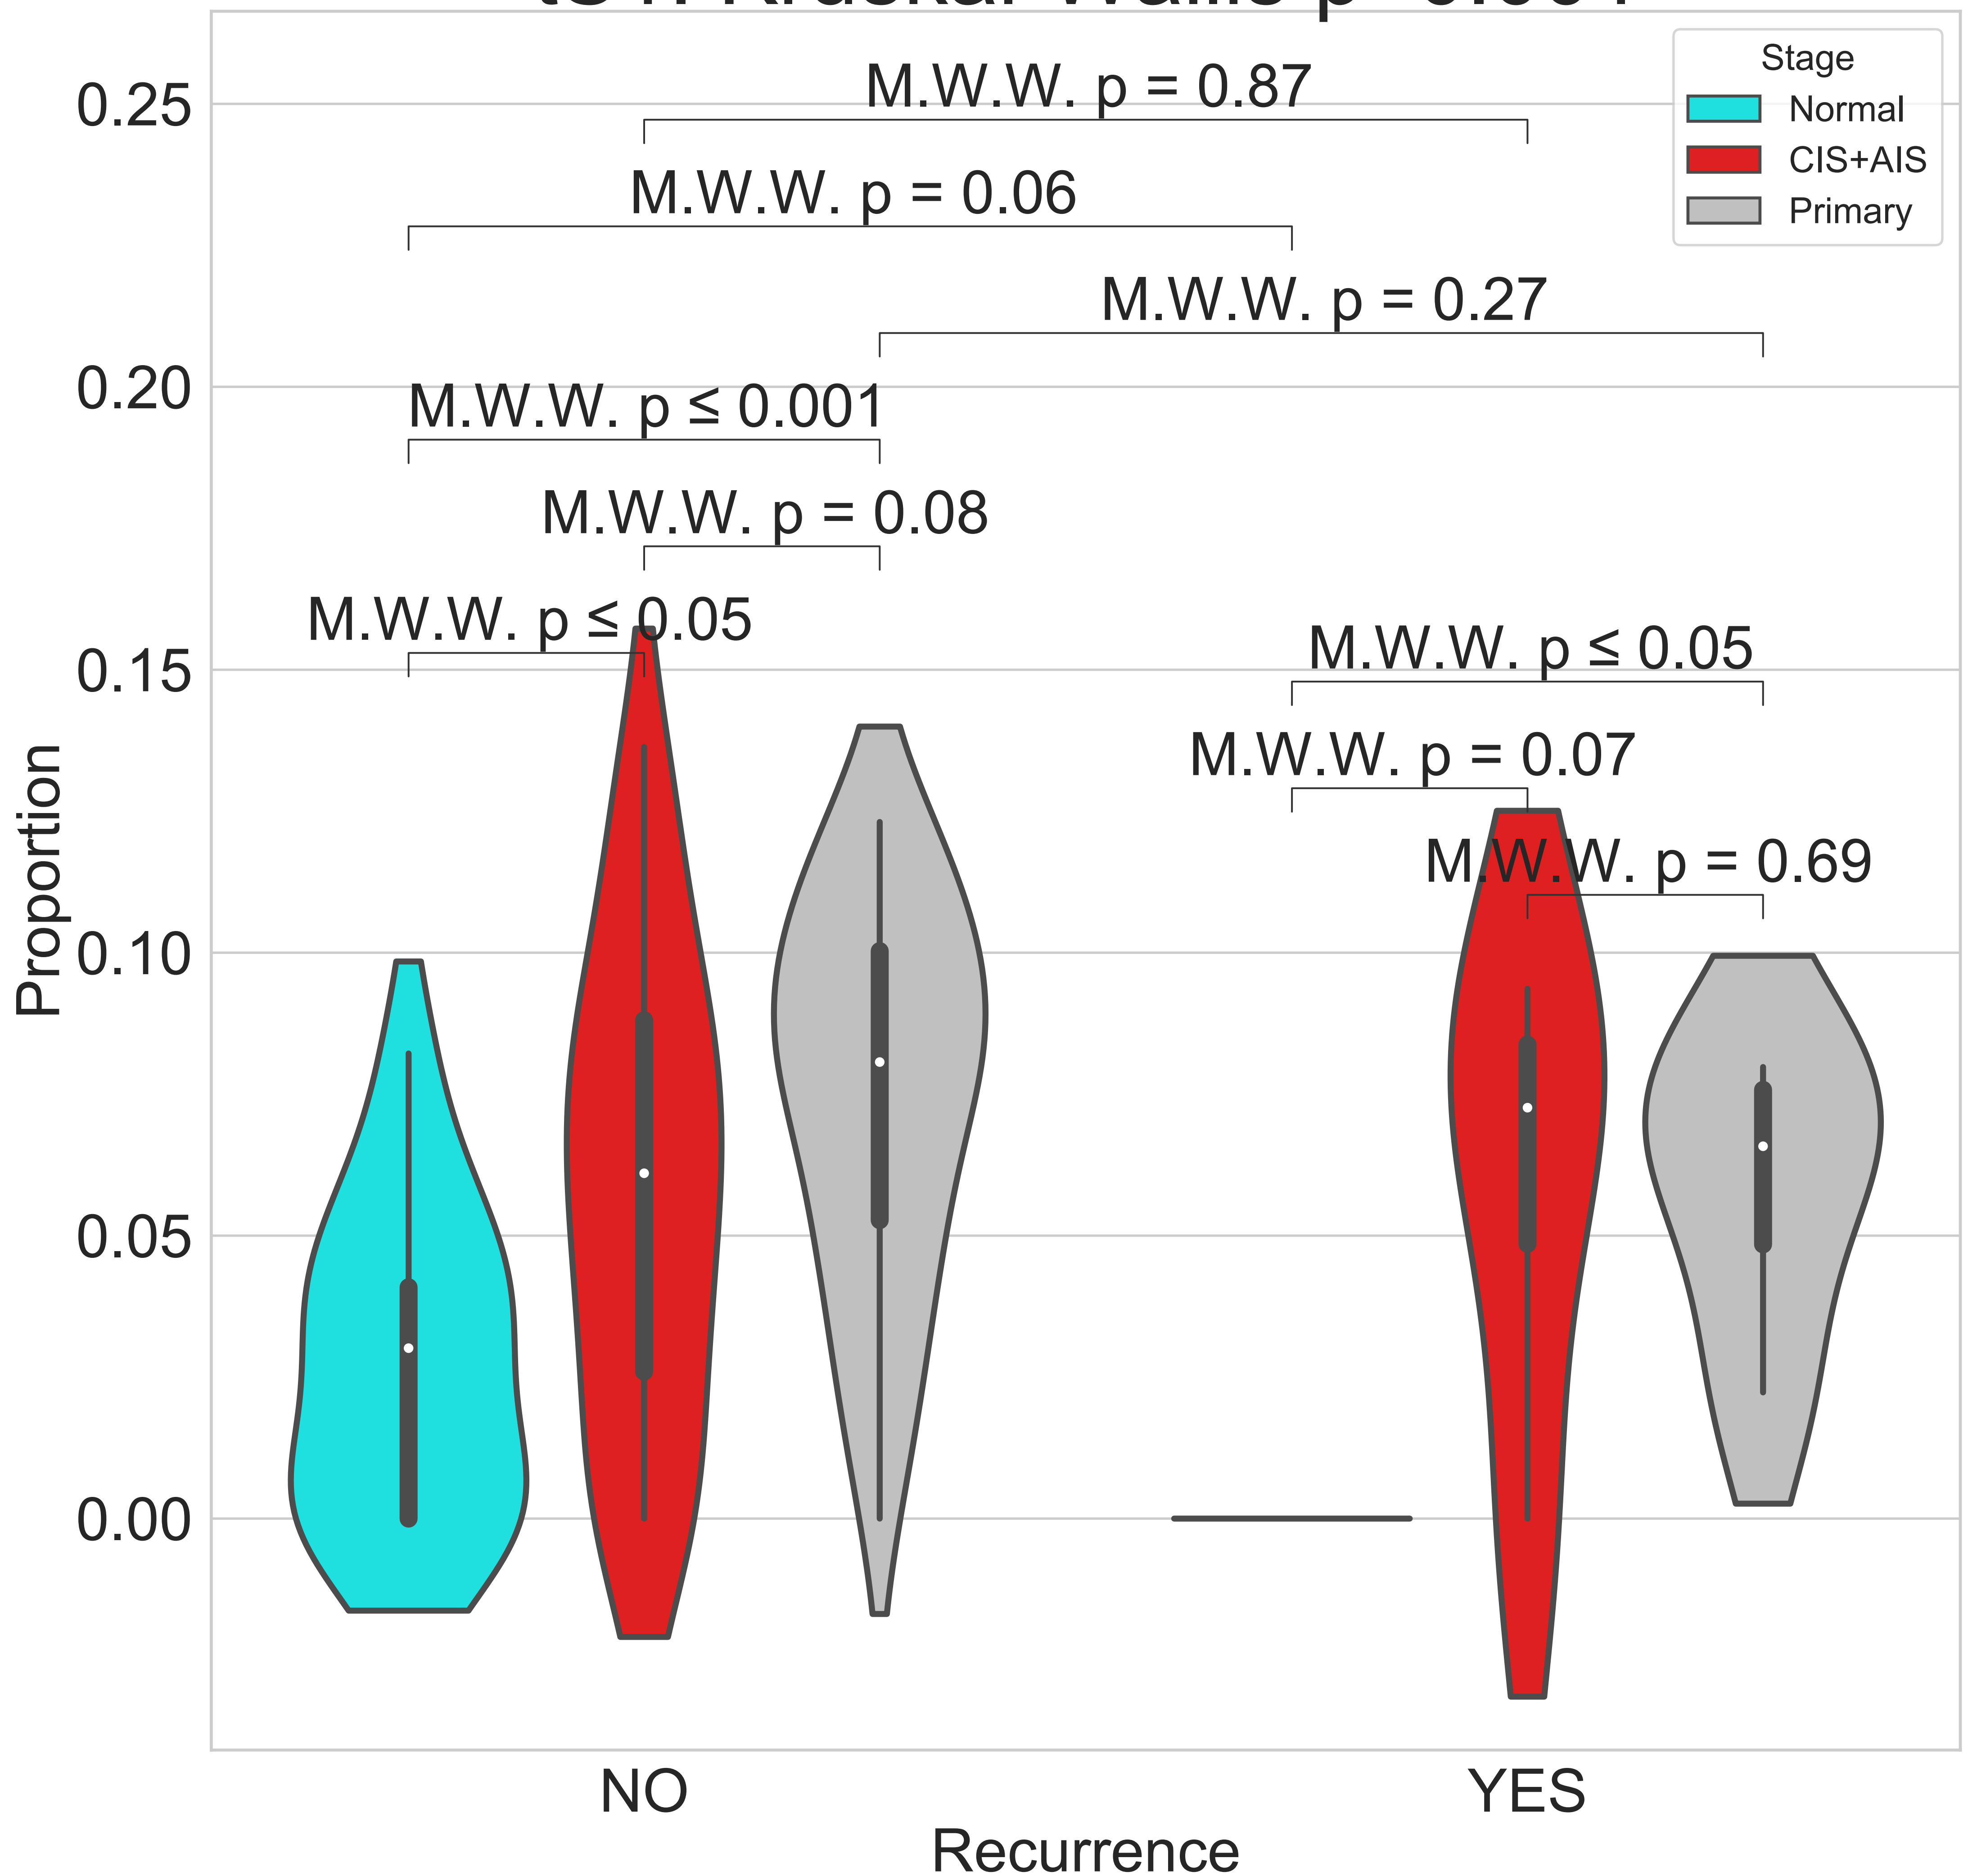 Stage
Normal
CIS+AIS
Primary
M.W.W. p = 0.87
M.W.W. p = 0.06
M.W.W. p = 0.27
M.W.W. p ≤ 0.001
M.W.W. p = 0.08
M.W.W. p ≤ 0.05
M.W.W. p ≤ 0.05
M.W.W. p = 0.07
M.W.W. p = 0.69
0.25
0.20
0.15
0.10
0.05
0.00
Proportion
NO
YES
Recurrence